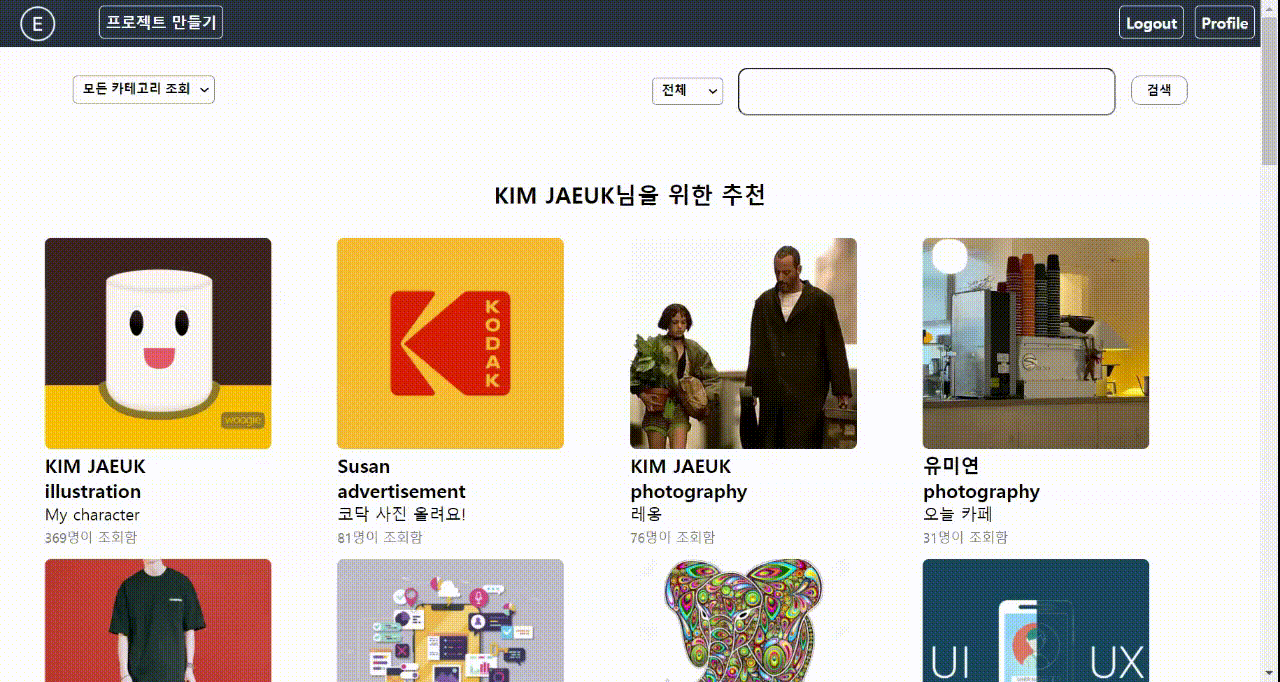 E 프로젝트 만들기 Logout Profile
모든 카테고리 조회 전체 검색
KIM JAEUK님을 위한 추천
woogie
KODAK
KIM JAEUK
illustration
My character
369명이 조회함
Susan
advertisement
코닥 사진 올려요!
81명이 조회함
KIM JAEUK
photography
레옹
76명이 조회함
유미연
photography
오늘 카페
31명이 조회함
UI UX